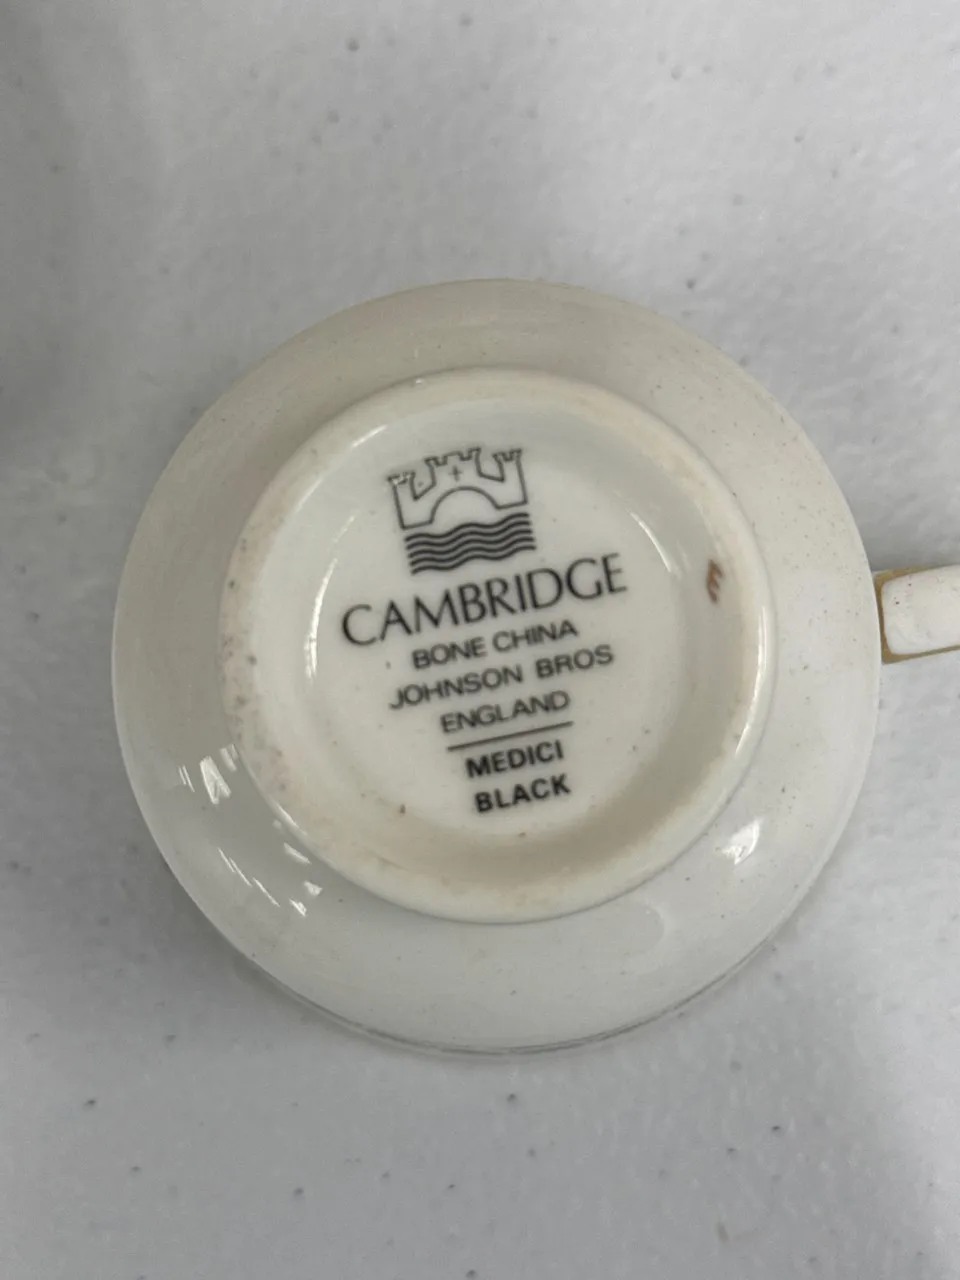 CAMBRIDGE
BONE CHINA
JOHNSON BROS
ENGLAND
MEDICI
BLACK
E